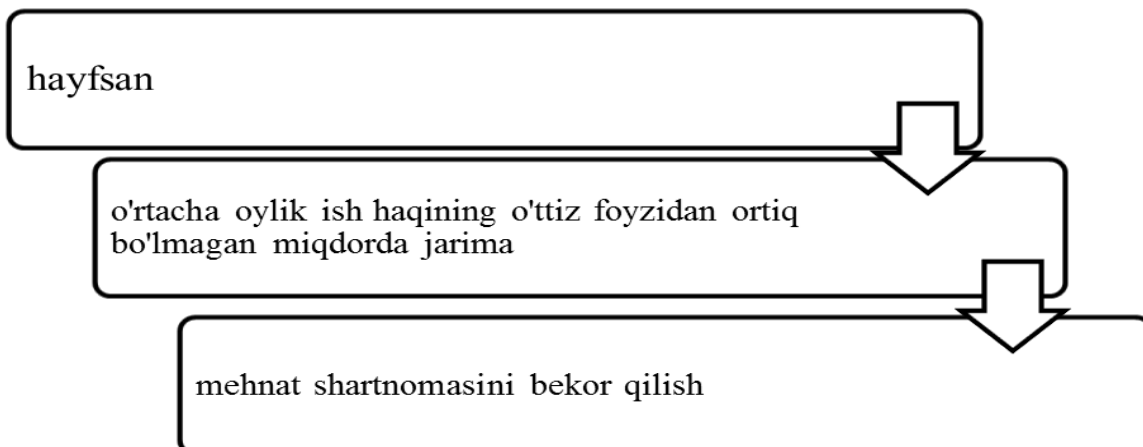 hayfsan
o'rtacha oylik ish haqining o'ttiz foyzidan ortiq
bo'lmagan miqdorda jarima
mehnat shartnomasini bekor qilish